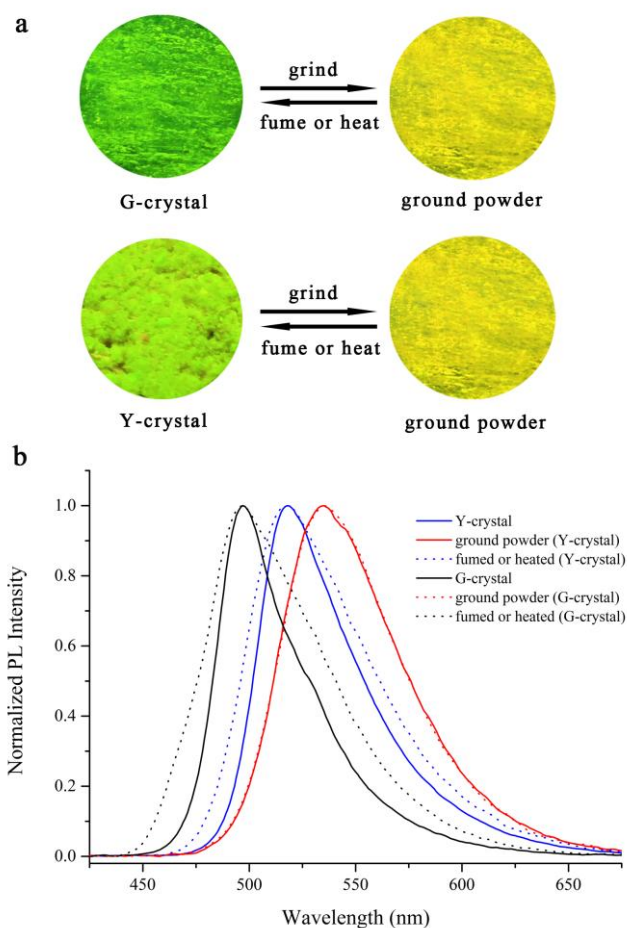 a
grind
fume or heat
G-crystal
ground powder
grind
fume or heat
Y-crystal
ground powder
b
1.0
0.8
0.6
0.4
0.2
0.0
Normalized PL Intensity
Y-crystal
ground powder (Y-crystal)
fumed or heated (Y-crystal)
G-crystal
ground powder (G-crystal)
fumed or heated (G-crystal)
450 500 550 600 650
Wavelength (nm)